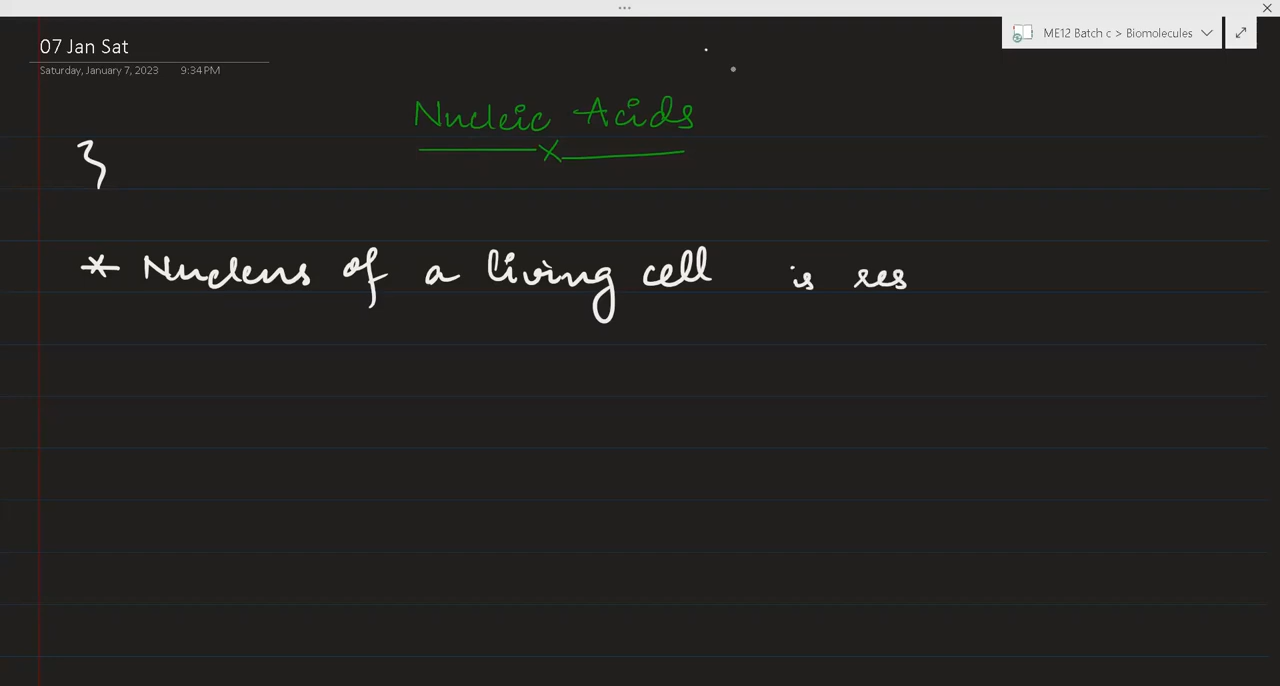 07 Jan Sat
ME12 Batch c > Biomolecules
Saturday, January 7, 2023 9:34 PM
Nucleic Acids
* Nucleus of a living cell is res